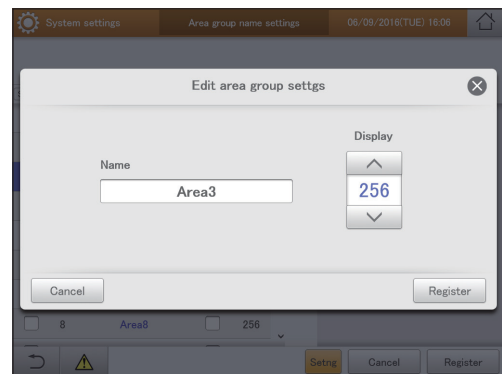 System settings
Area group name settings
06/09/2016(TUE) 16:06
Edit area group settgs
Display
Name
256
Area3
Cancel
Register
8
Area8
256
Setng
Cancel
Register